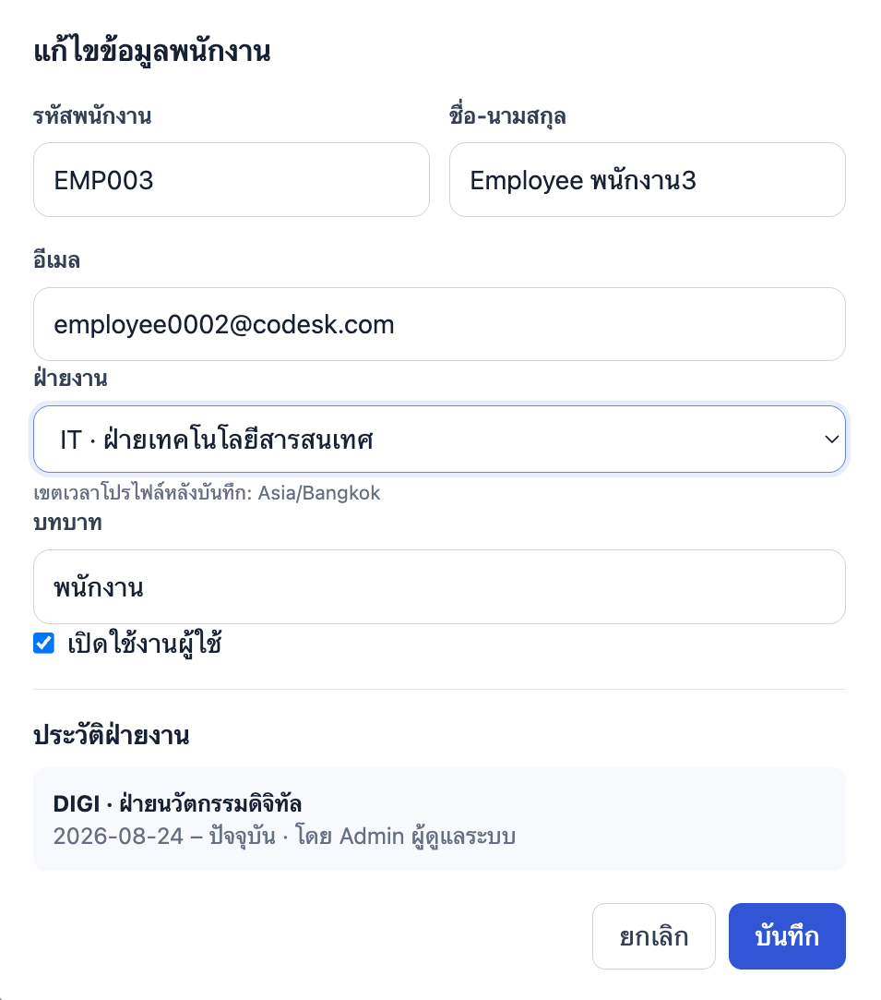 แก้ไขข้อมูลพนักงาน
รหัสพนักงาน
ชื่อ-นามสกุล
EMP003
Employee พนักงาน3
อีเมล
employee0002@codesk.com
ฝ่ายงาน
IT · ฝ่ายเทคโนโลยีสารสนเทศ
เขตเวลาโปรไฟล์หลังบันทึก: Asia/Bangkok
บทบาท
พนักงาน
เปิดใช้งานผู้ใช้
ประวัติฝ่ายงาน
DIGI · ฝ่ายนวัตกรรมดิจิทัล
2026-08-24 – ปัจจุบัน · โดย Admin ผู้ดูแลระบบ
ยกเลิก
บันทึก